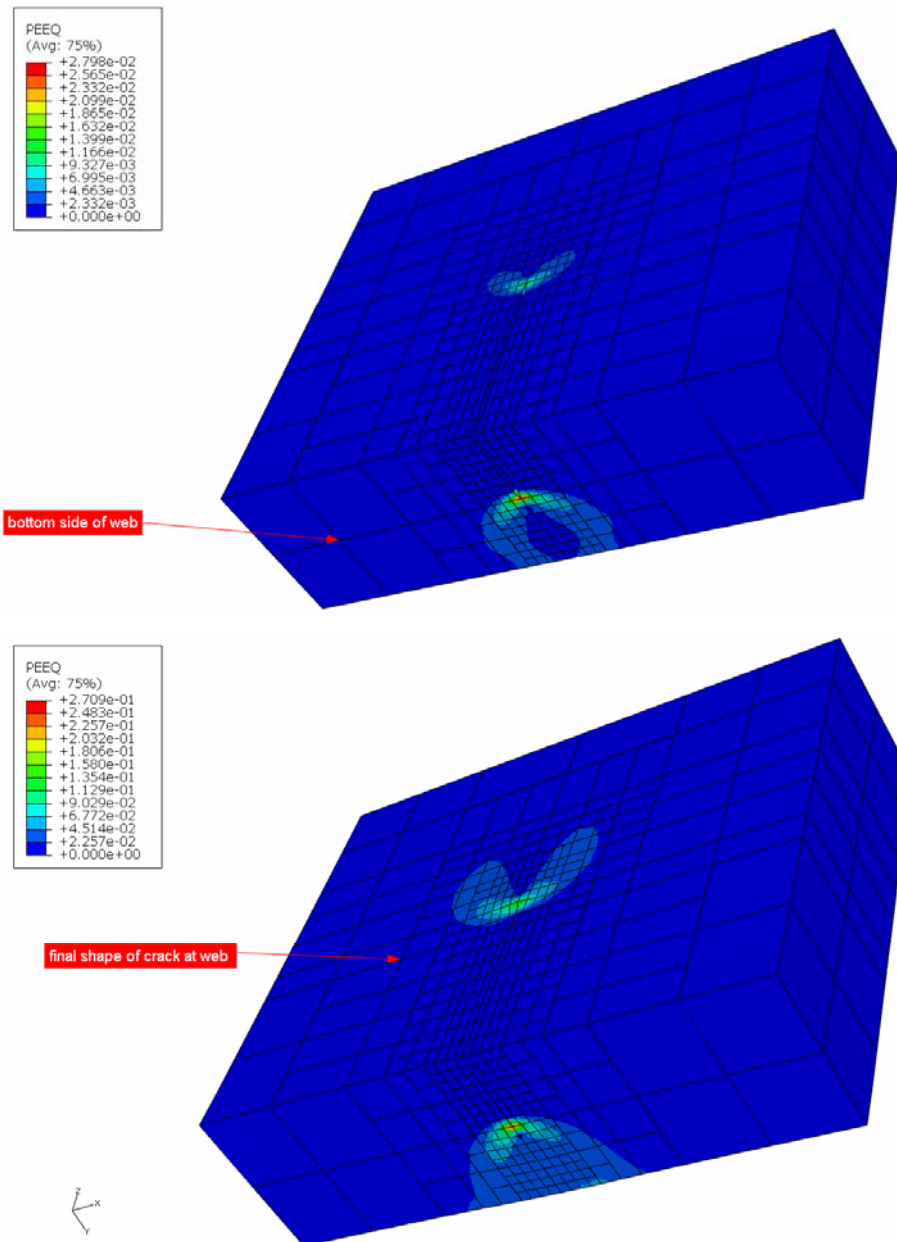 PEEQ
(Avg: 75%)
+2.798e-02
+2.565e-02
+2.332e-02
+2.099e-02
+1.865e-02
+1.632e-02
+1.399e-02
+1.166e-02
+9.327e-03
+6.995e-03
+4.663e-03
+2.332e-03
+0.000e+00
bottom side of web
PEEQ
(Avg: 75%)
+2.709e-01
+2.483e-01
+2.257e-01
+2.032e-01
+1.806e-01
+1.580e-01
+1.354e-01
+1.129e-01
+9.029e-02
+6.772e-02
+4.514e-02
+2.257e-02
+0.000e+00
final shape of crack at web
Z
X
Y